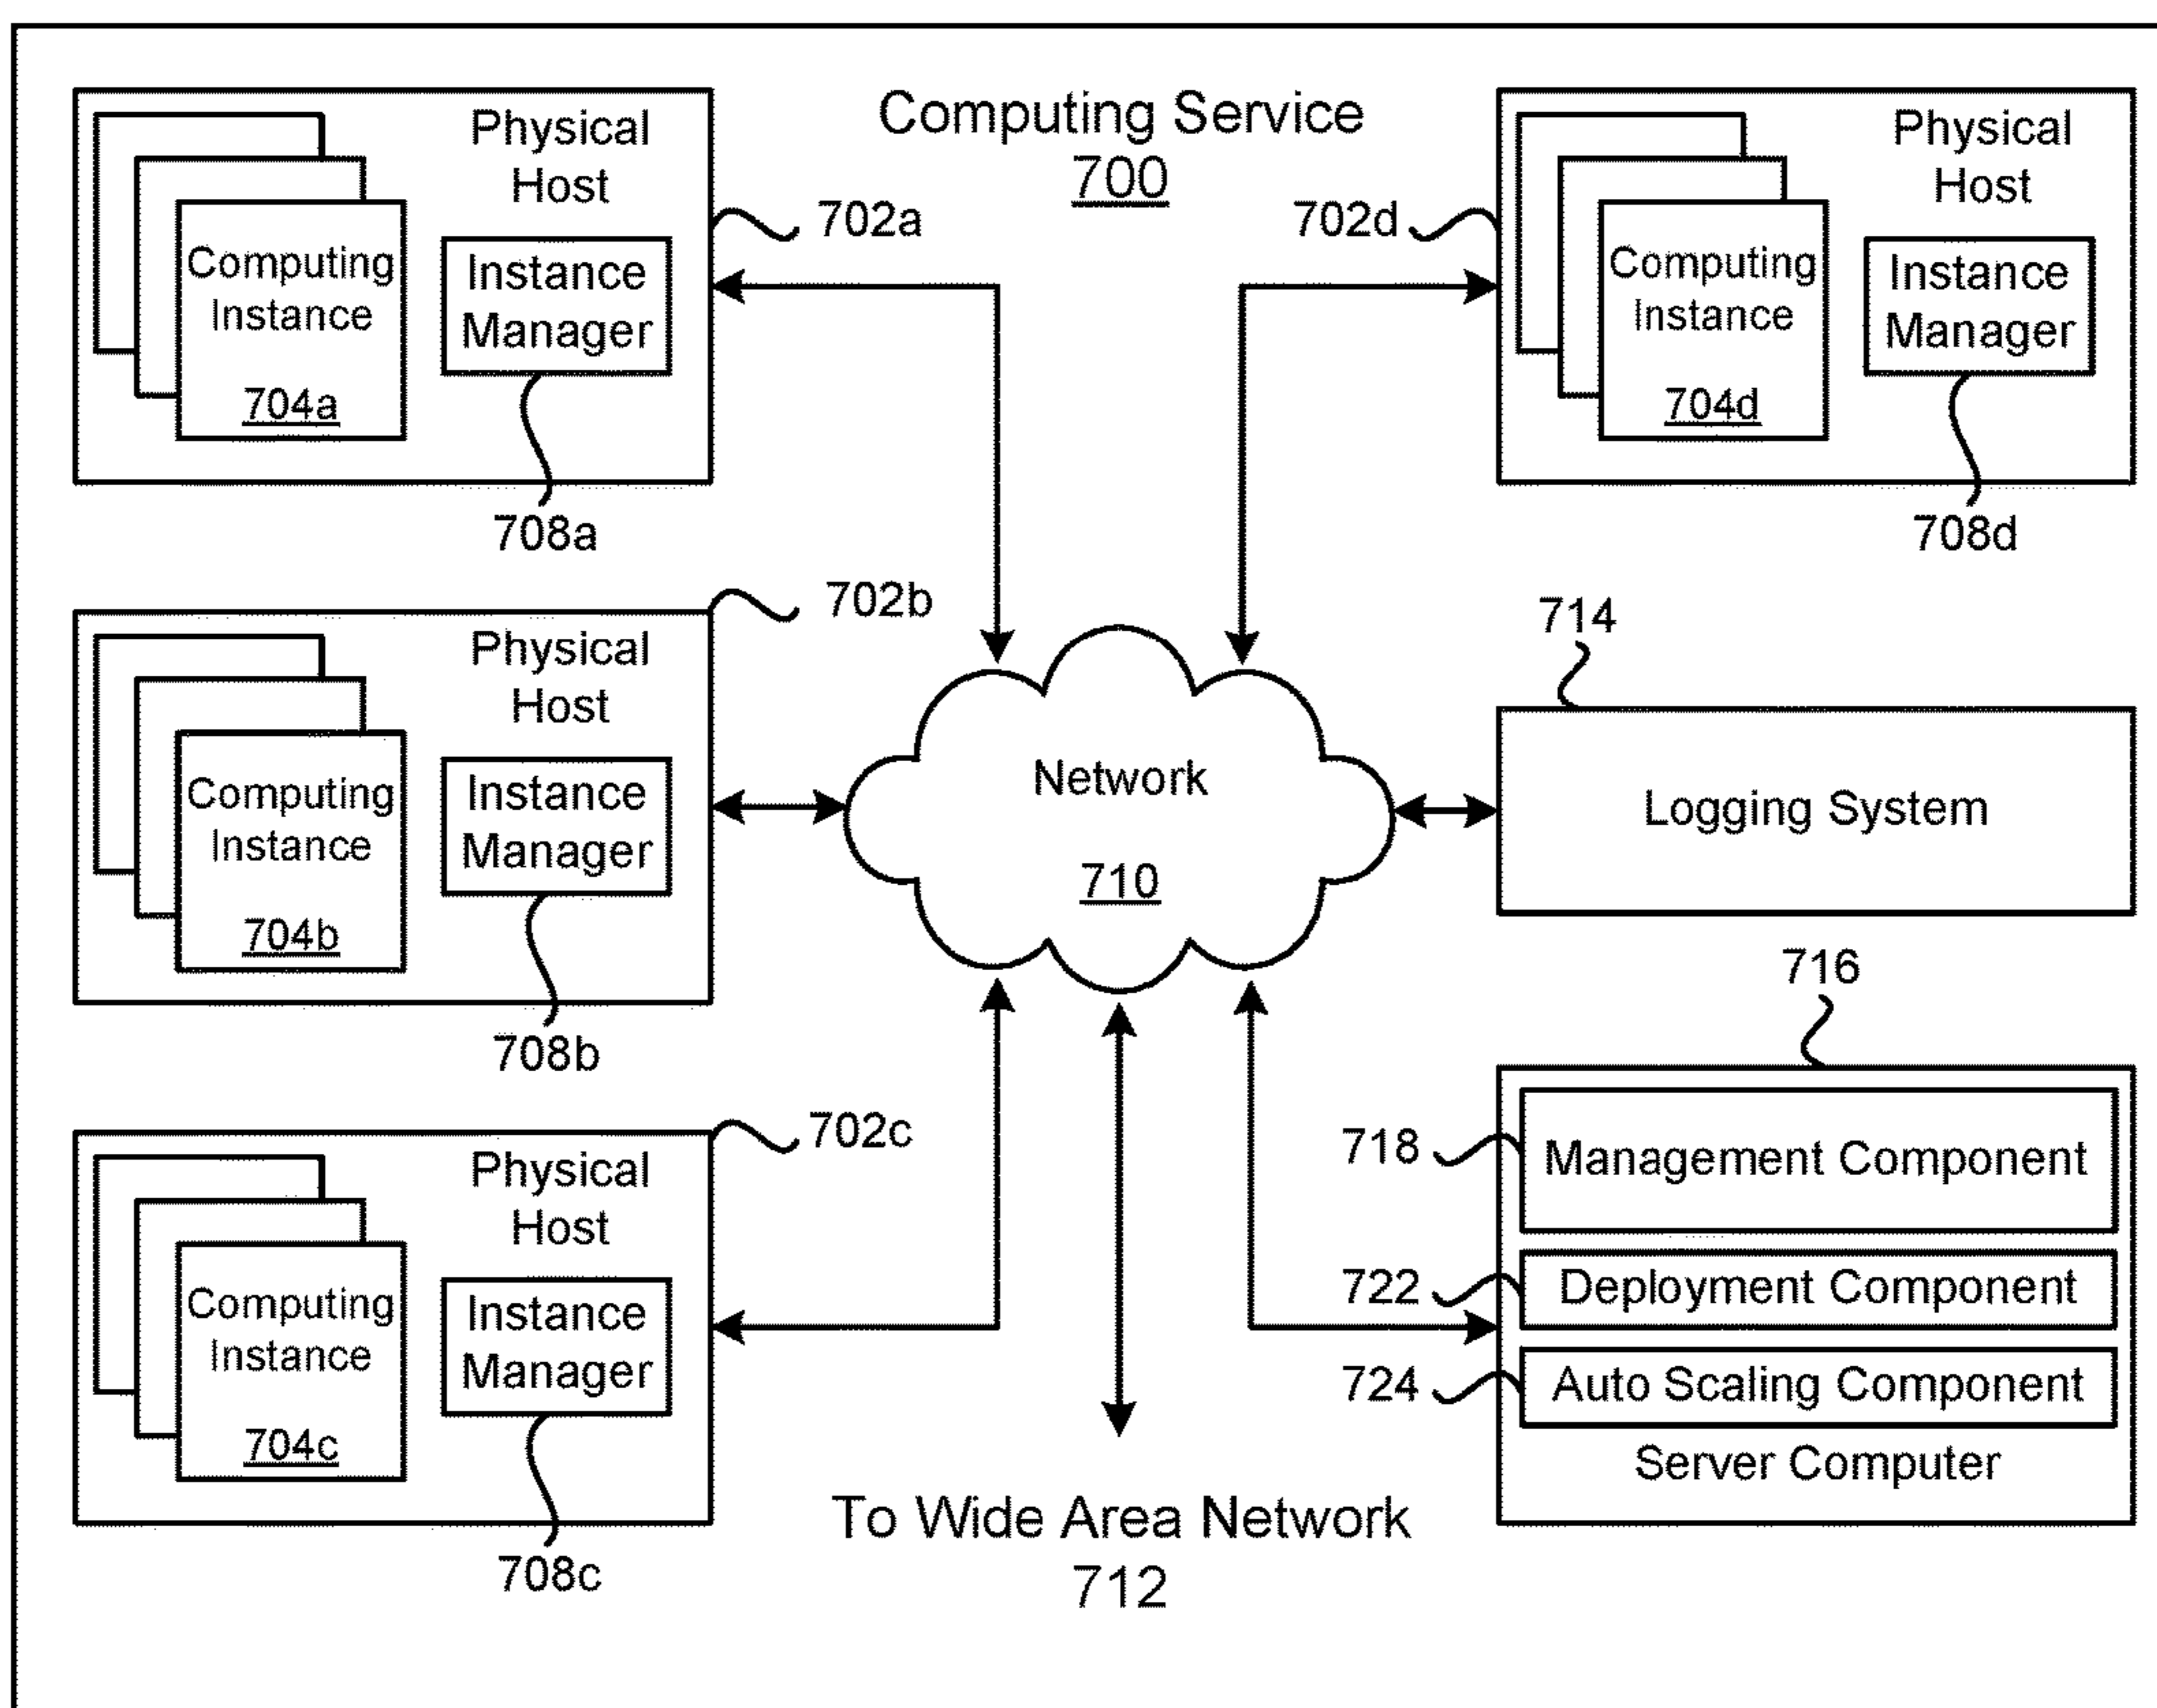 Computing Service
700
Physical
Host
Computing
Instance
704a
Instance
Manager
702a
708a
Physical
Host
Computing
Instance
704d
Instance
Manager
702d
708d
Physical
Host
Computing
Instance
704b
Instance
Manager
702b
708b
Network
710
714
Logging System
Physical
Host
Computing
Instance
704c
Instance
Manager
702c
708c
To Wide Area Network
712
716
718
Management Component
722
Deployment Component
724
Auto Scaling Component
Server Computer